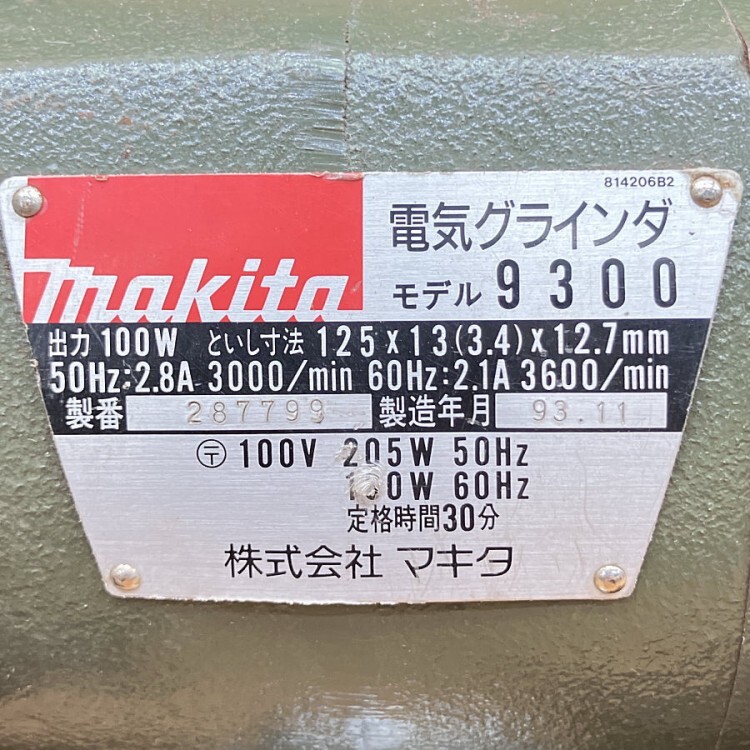 814206B2
makita
電気グラインダ
モデル 9300
出力 100W といし寸法 125 x 13(3.4) x 12.7mm
50Hz:2.8A 3000/min 60Hz:2.1A 3600/min
製番 287799 製造年月 93.11
〶 100V 205W 50Hz
60Hz
定格時間30分
株式会社 マキタ